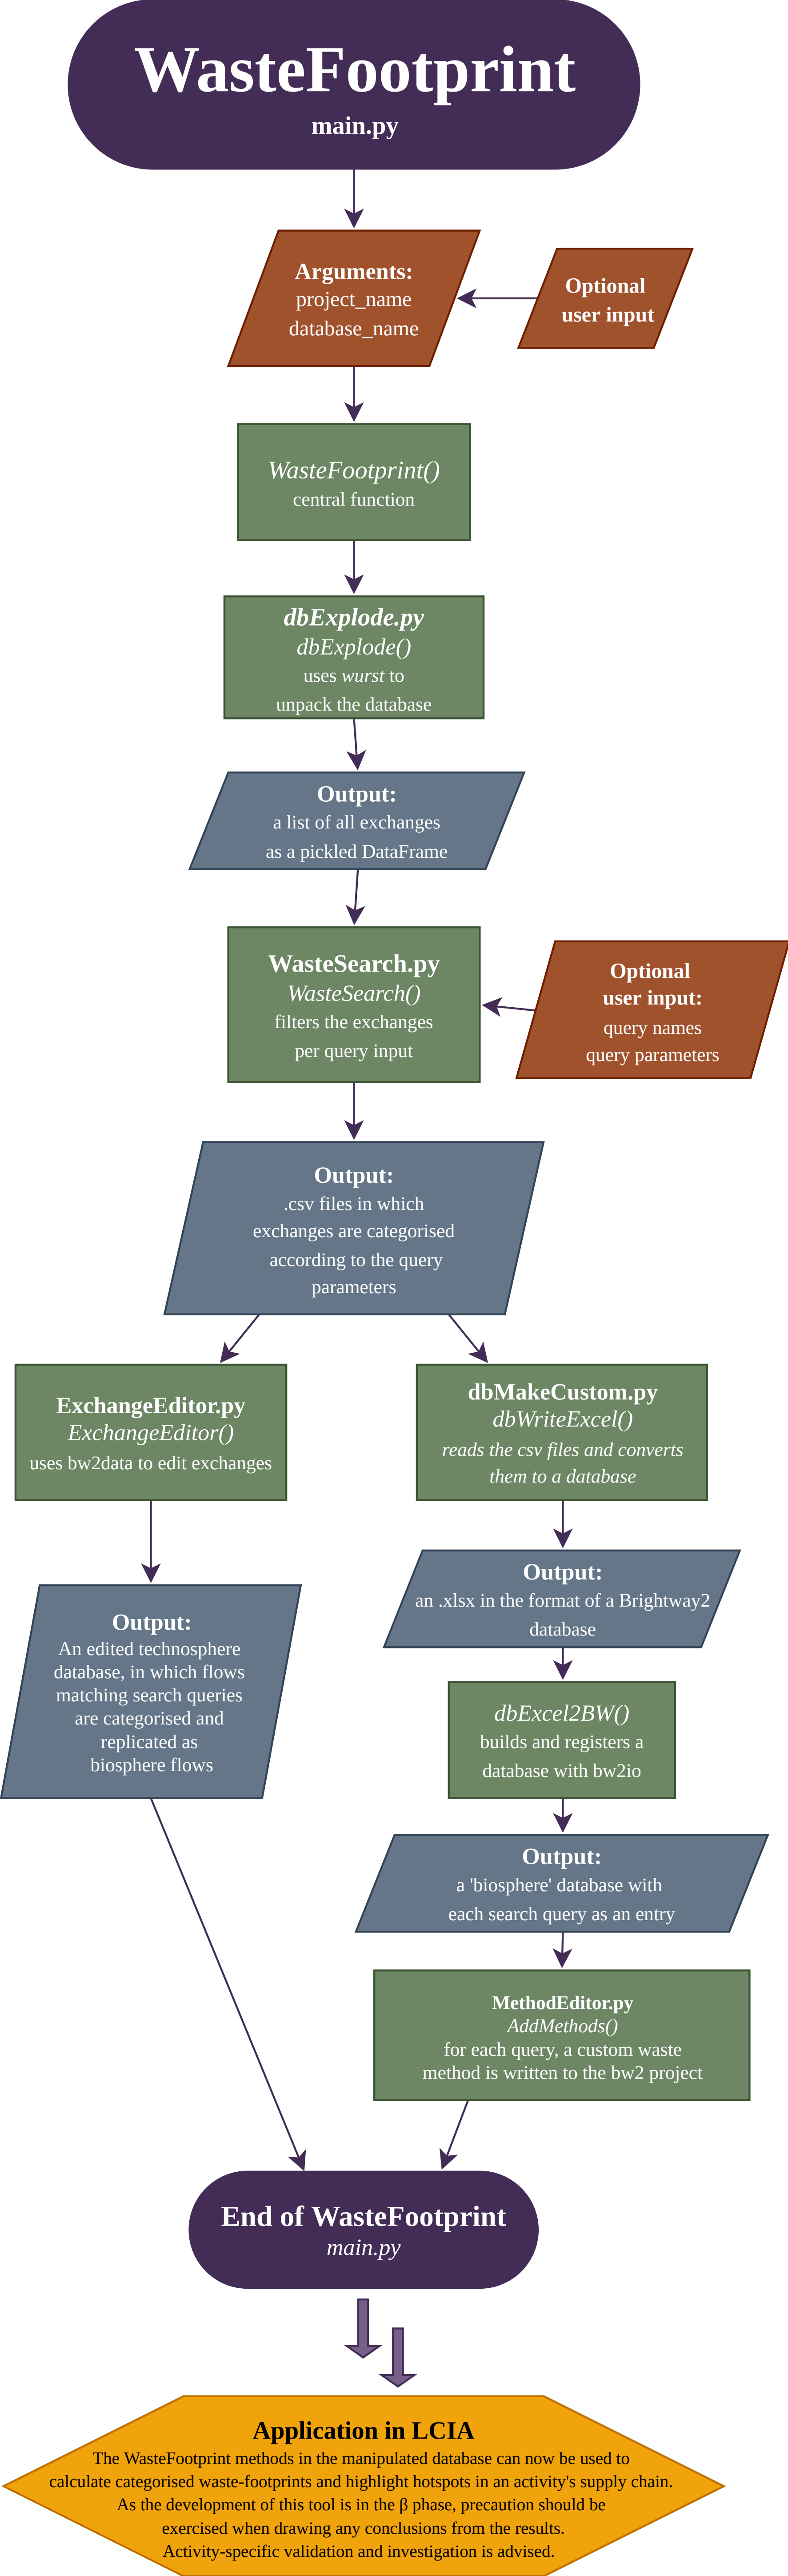 WasteFootprint
main.py
Arguments:
project_name
database_name
Optional
user input
WasteFootprint()
central function
dbExplode.py
dbExplode()
uses wurst to
unpack the database
Output:
a list of all exchanges
as a pickled DataFrame
WasteSearch.py
WasteSearch()
filters the exchanges
per query input
Optional
user input:
query names
query parameters
Output:
.csv files in which
exchanges are categorised
according to the query
parameters
ExchangeEditor.py
ExchangeEditor()
uses bw2data to edit exchanges
Output:
An edited technosphere
database, in which flows
matching search queries
are categorised and
replicated as
biosphere flows
dbMakeCustom.py
dbWriteExcel()
reads the csv files and converts
them to a database
Output:
an .xlsx in the format of a Brightway2
database
dbExcel2BW()
builds and registers a
database with bw2io
Output:
a 'biosphere' database with
each search query as an entry
MethodEditor.py
AddMethods()
for each query, a custom waste
method is written to the bw2 project
End of WasteFootprint
main.py
Application in LCIA
The WasteFootprint methods in the manipulated database can now be used to
calculate categorised waste-footprints and highlight hotspots in an activity's supply chain.
As the development of this tool is in the β phase, precaution should be
exercised when drawing any conclusions from the results.
Activity-specific validation and investigation is advised.